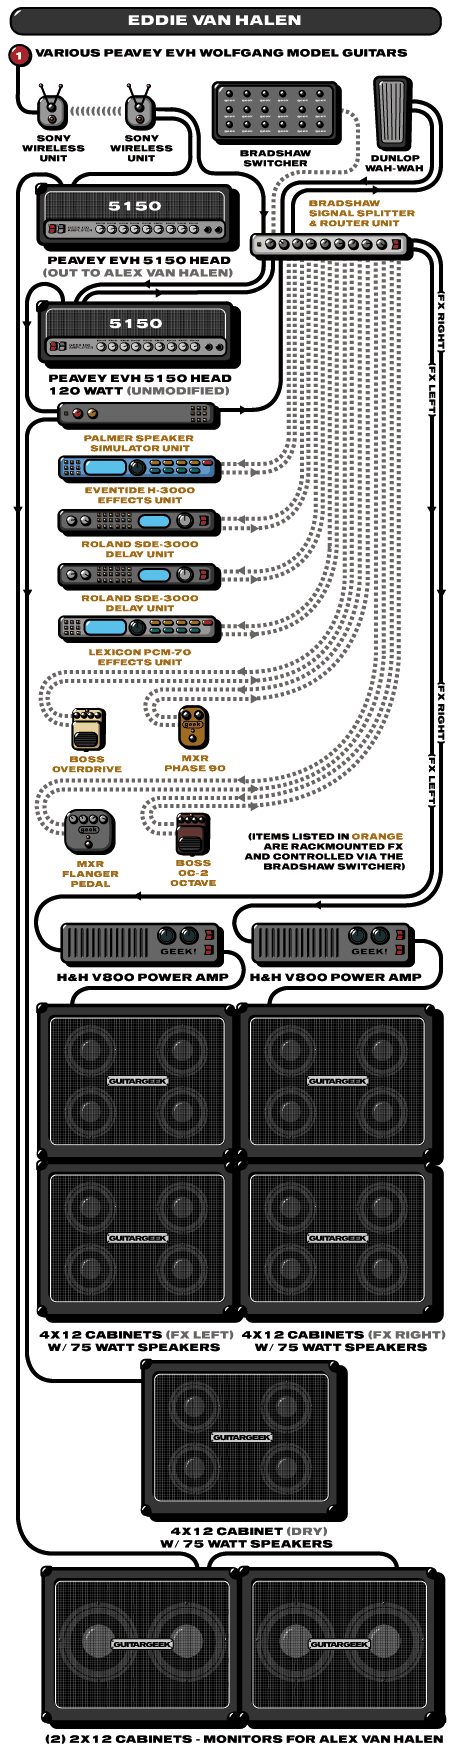 EDDIE VAN HALEN
1 VARIOUS PEAVEY EVH WOLFGANG MODEL GUITARS
SONY
WIRELESS
UNIT
SONY
WIRELESS
UNIT
BRADSHAW
SWITCHER
DUNLOP
WAH-WAH
5150
BRADSHAW
SIGNAL SPLITTER
& ROUTER UNIT
PEAVEY EVH 5150 HEAD
(OUT TO ALEX VAN HALEN)
5150
PEAVEY EVH 5150 HEAD
120 WATT (UNMODIFIED)
(FX RIGHT)
(FX LEFT)
PALMER SPEAKER
SIMULATOR UNIT
EVENTIDE H-3000
EFFECTS UNIT
ROLAND SDE-3000
DELAY UNIT
ROLAND SDE-3000
DELAY UNIT
LEXICON PCM-70
EFFECTS UNIT
(FX RIGHT)
(FX LEFT)
geek
BOSS
OVERDRIVE
MXR
PHASE 90
geek
MXR
FLANGER
PEDAL
BOSS
OC-2
OCTAVE
(ITEMS LISTED IN ORANGE
ARE RACKMOUNTED FX
AND CONTROLLED VIA THE
BRADSHAW SWITCHER)
GEEK!
GEEK!
H&H V800 POWER AMP
H&H V800 POWER AMP
GUITARGEEK
GUITARGEEK
GUITARGEEK
GUITARGEEK
4X12 CABINETS (FX LEFT)
W/ 75 WATT SPEAKERS
4X12 CABINETS (FX RIGHT)
W/ 75 WATT SPEAKERS
GUITARGEEK
4X12 CABINET (DRY)
W/ 75 WATT SPEAKERS
GUITARGEEK
GUITARGEEK
(2) 2X12 CABINETS - MONITORS FOR ALEX VAN HALEN